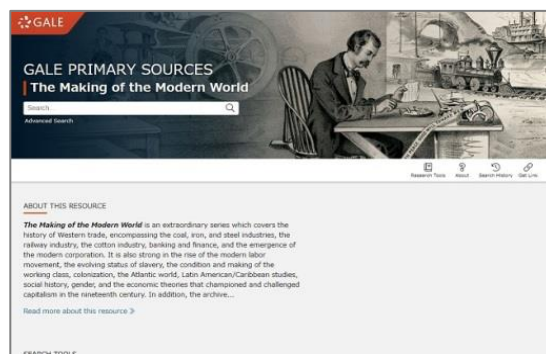 GALE
GALE PRIMARY SOURCES
The Making of the Modern World
Search...
Advanced Search
Research Tools About Search History Get Link
ABOUT THIS RESOURCE
The Making of the Modern World is an extraordinary series which covers the
history of Western trade, encompassing the coal, iron, and steel industries, the
railway industry, the cotton industry, banking and finance, and the emergence of
the modern corporation. It is also strong in the rise of the modern labor
movement, the evolving status of slavery, the condition and making of the
working class, colonization, the Atlantic world, Latin American/Caribbean studies,
social history, gender, and the economic theories that championed and challenged
capitalism in the nineteenth century. In addition, the archive...
Read more about this resource
SEARCH TOOLS